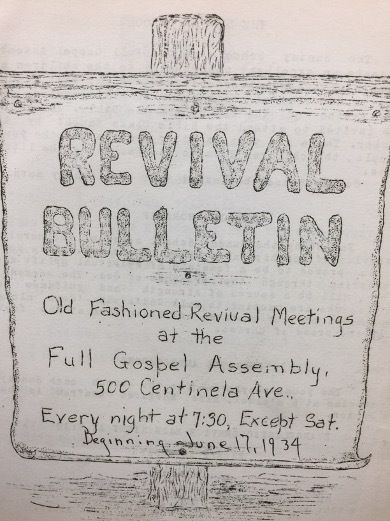 REVIVAL
BULLETIN
Old Fashioned Revival Meetings
at the
Full Gospel Assembly,
500 Centinela Ave.,
Every night at 7:30, Except Sat.
Beginning June 17, 1934